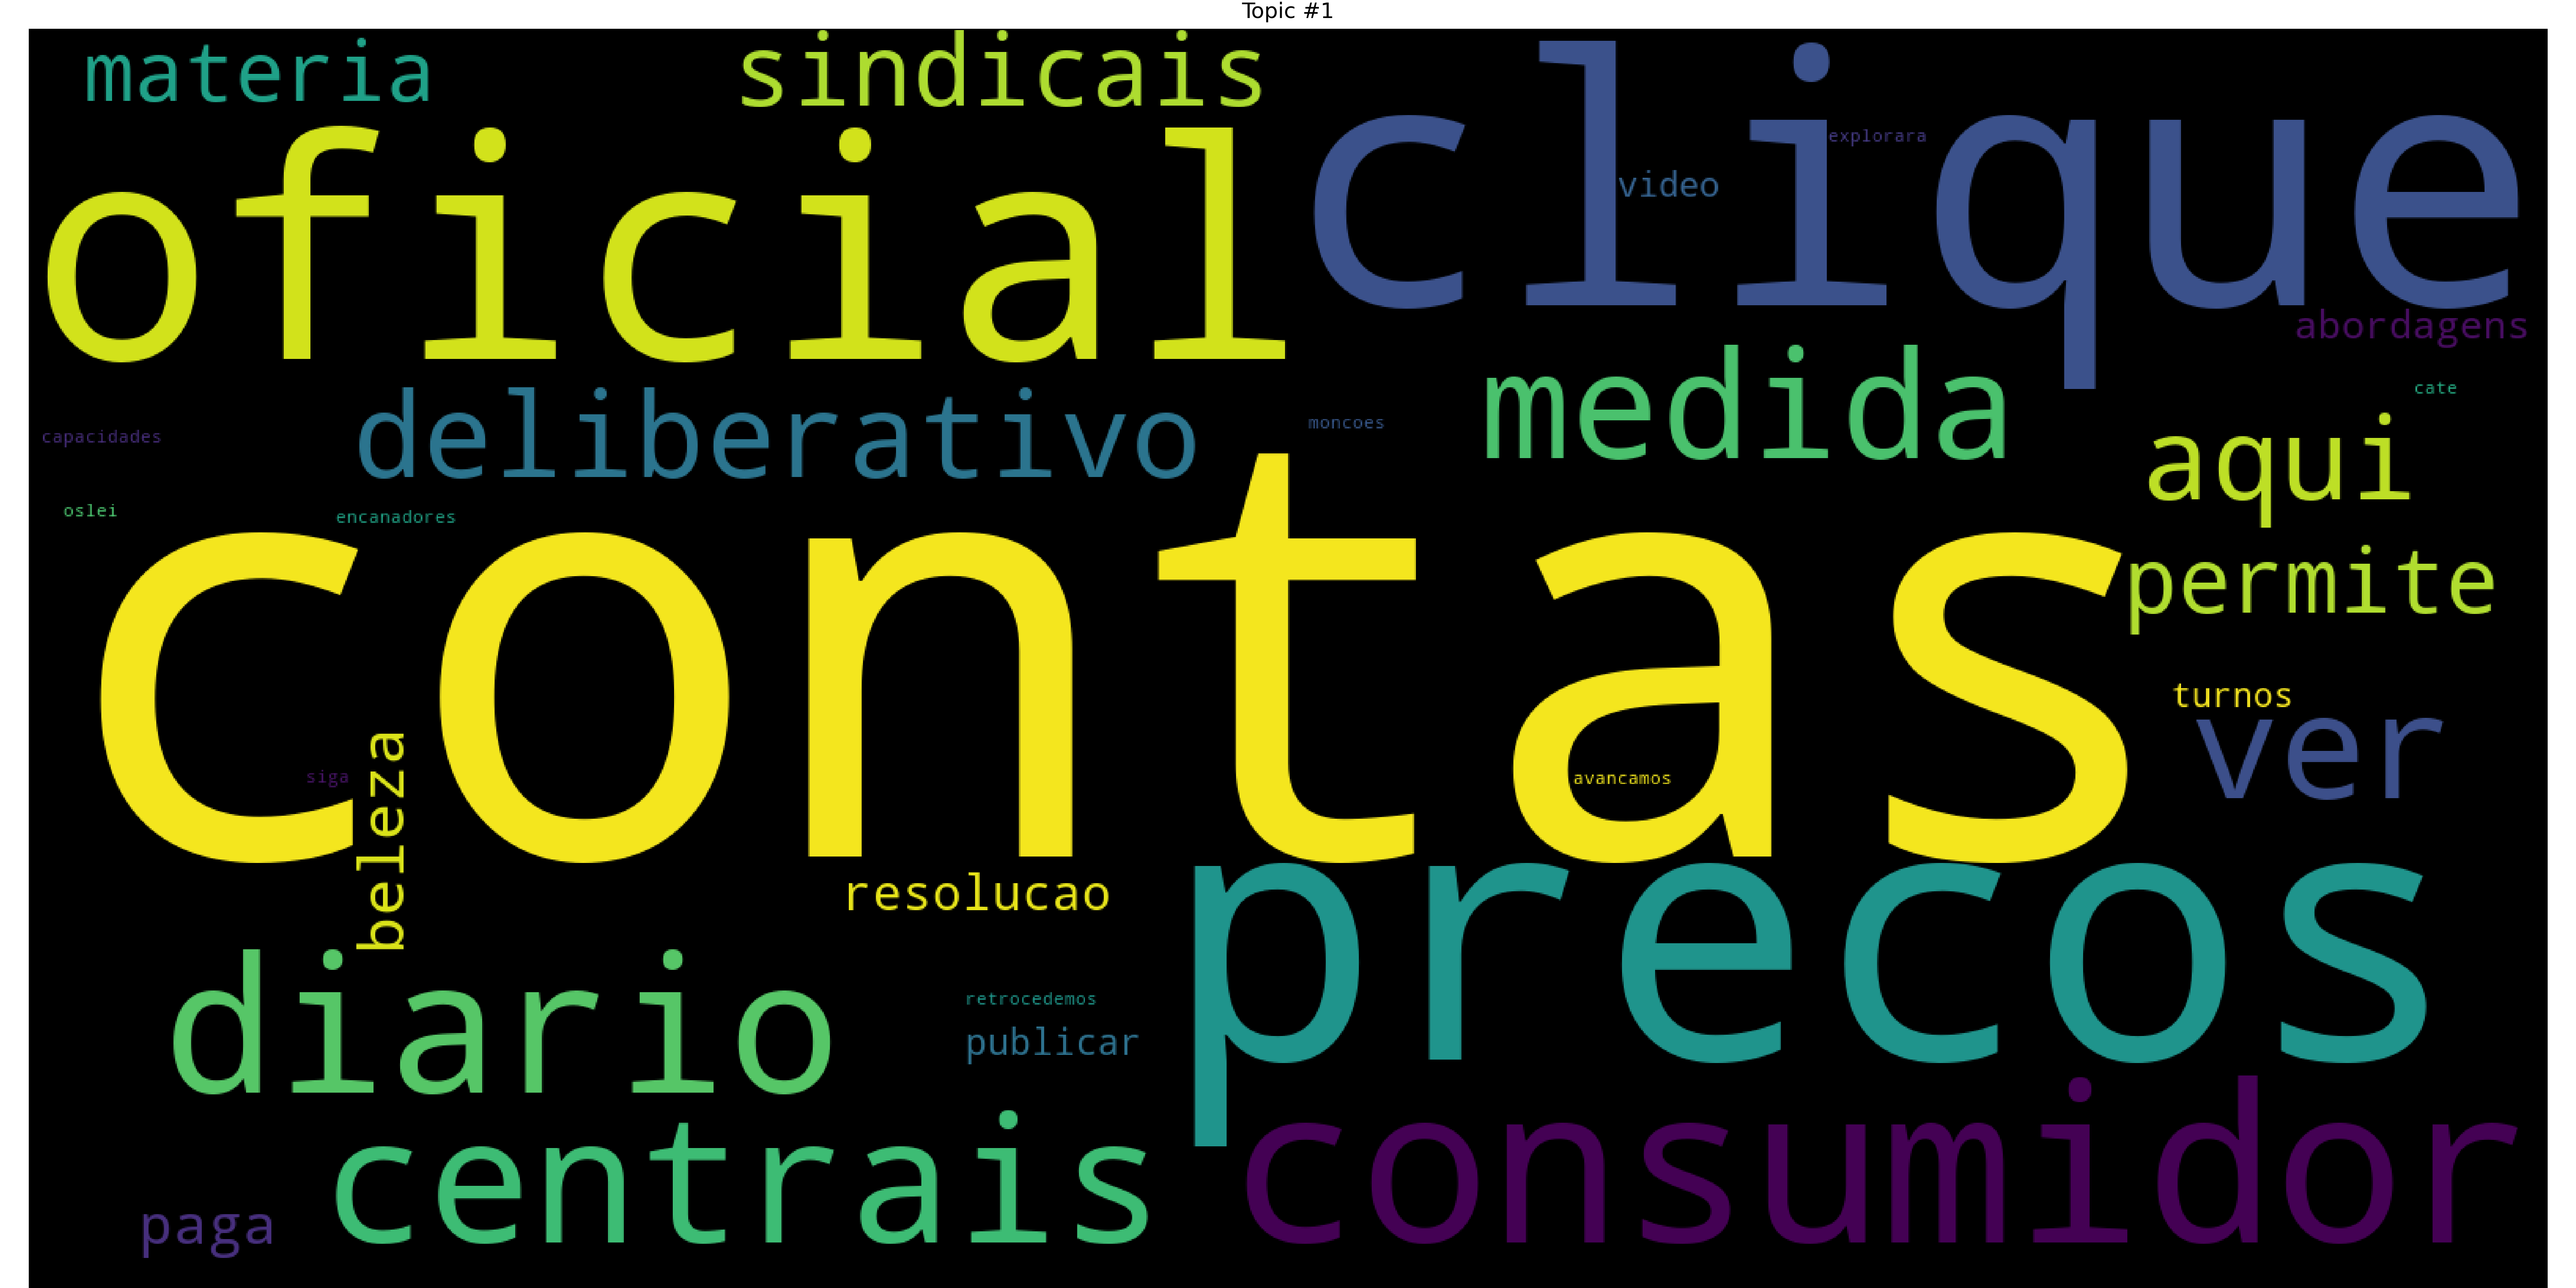 Topic #1
materia
sindicais
clique
oficial
explorara
video
abordagens
medida
cate
deliberativo
moncoes
capacidades
aqui
oslei
encanadores
contas
permite
turnos
ver
siga
avancamos
beleza
resolucao
precos
diario
retrocedemos
publicar
centrais
consumidor
paga